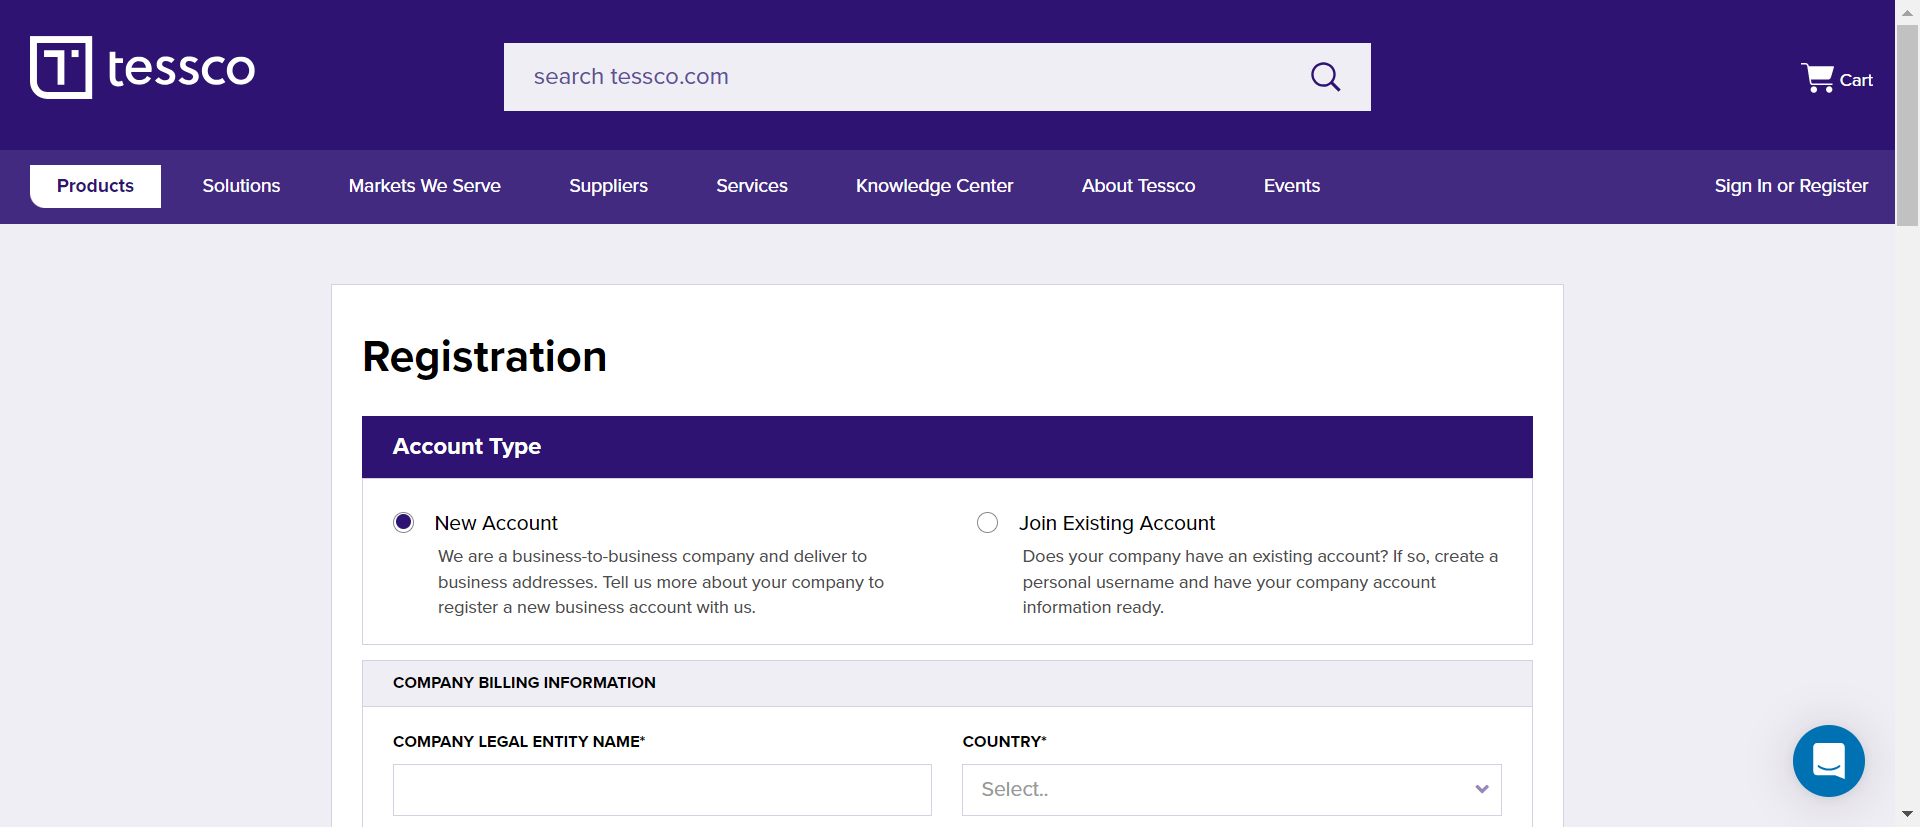 tessco
search tessco.com
Cart
Products
Solutions
Markets We Serve
Suppliers
Services
Knowledge Center
About Tessco
Events
Sign In or Register
Registration
Account Type
New Account
We are a business-to-business company and deliver to
business addresses. Tell us more about your company to
register a new business account with us.
Join Existing Account
Does your company have an existing account? If so, create a
personal username and have your company account
information ready.
COMPANY BILLING INFORMATION
COMPANY LEGAL ENTITY NAME*
COUNTRY*
Select..